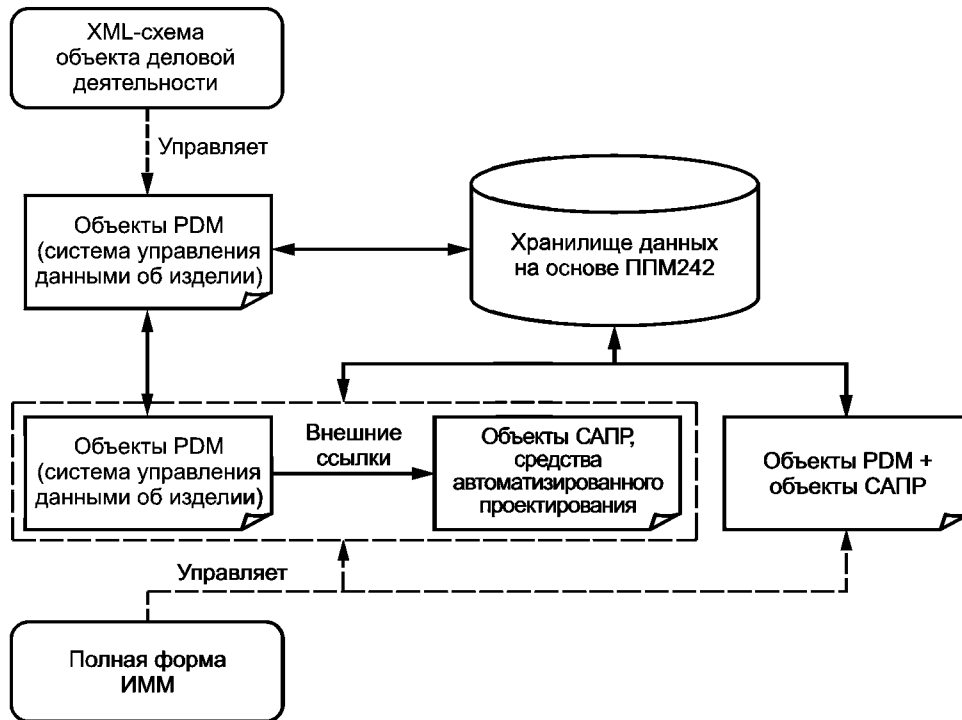 XML-схема
объекта деловой
деятельности
Управляет
Объекты PDM
(система управления
данными об изделии)
Хранилище данных
на основе ППМ242
Объекты PDM
(система управления
данными об изделии)
Внешние
ссылки
Объекты САПР,
средства
автоматизированного
проектирования
Объекты PDM +
объекты САПР
Управляет
Полная форма
ИММ